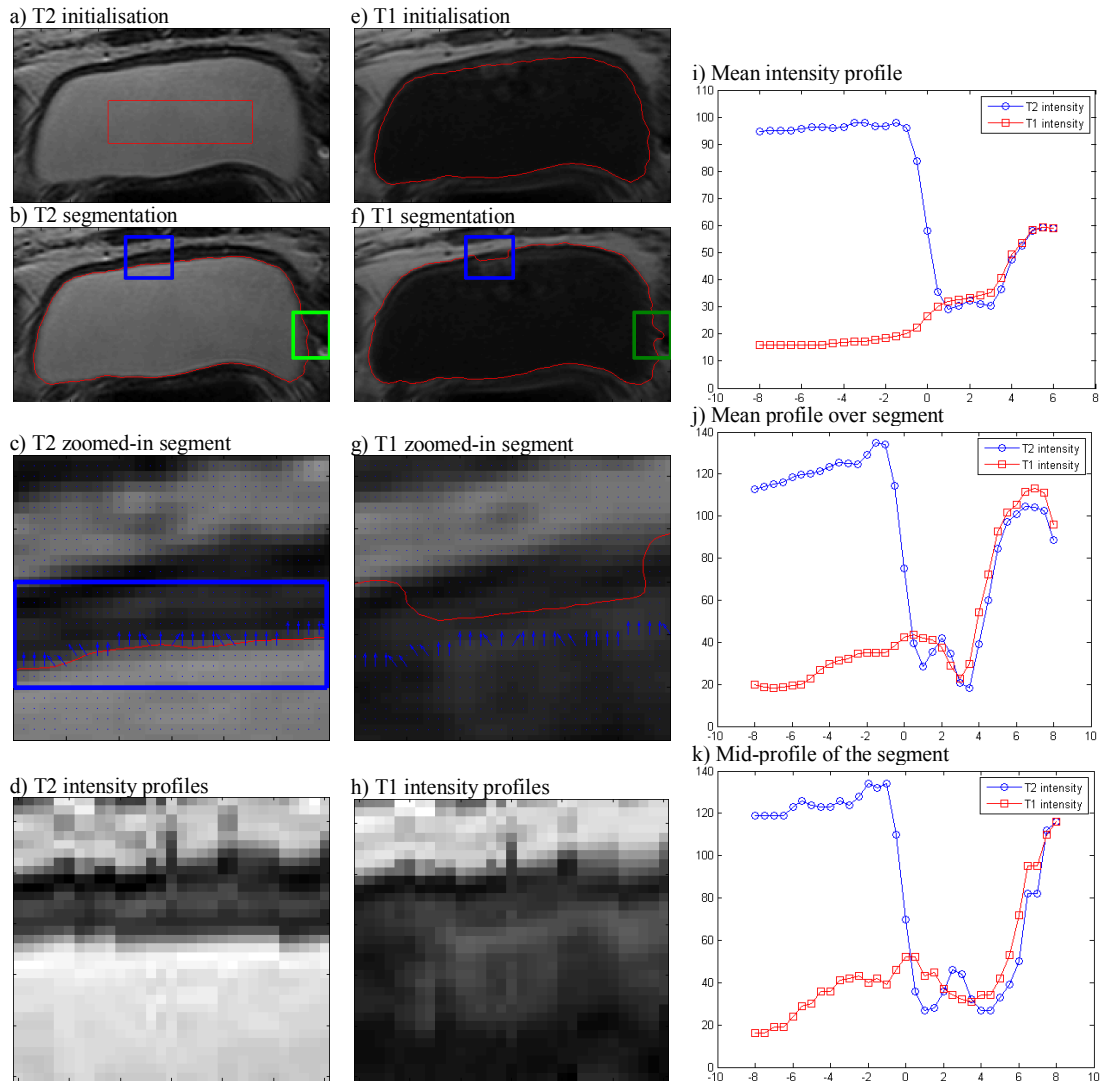 a) T2 initialisation
e) T1 initialisation
b) T2 segmentation
f) T1 segmentation
c) T2 zoomed-in segment
g) T1 zoomed-in segment
d) T2 intensity profiles
h) T1 intensity profiles
i) Mean intensity profile
110
100
90
80
70
60
50
40
30
20
10
0
-10 -8 -6 -4 -2 0 2 4 6 8
T2 intensity
T1 intensity
j) Mean profile over segment
140
120
100
80
60
40
20
0
-10 -8 -6 -4 -2 0 2 4 6 8 10
T2 intensity
T1 intensity
k) Mid-profile of the segment
140
120
100
80
60
40
20
0
-10 -8 -6 -4 -2 0 2 4 6 8 10
T2 intensity
T1 intensity